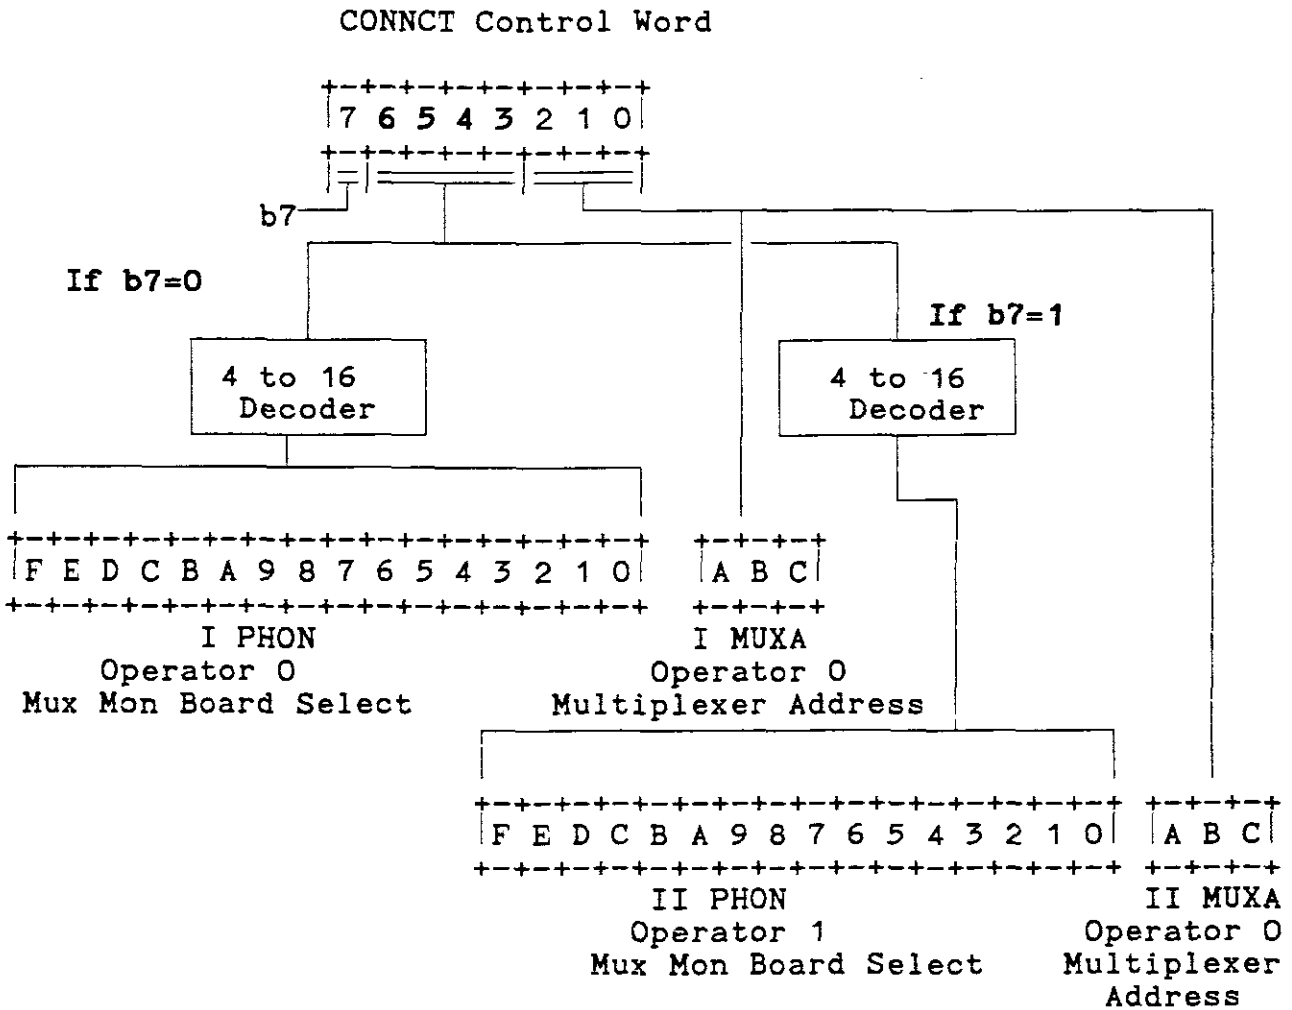 CONNCT Control Word
+-+-+-+-+-+-+-+-+
|7 6 5 4 3 2 1 0|
+-+-+-+-+-+-+-+-+
b7
If b7=0
If b7=1
4 to 16
Decoder
4 to 16
Decoder
+-+-+-+-+-+-+-+-+-+-+-+-+-+-+-+-+ +-+-+-+
|F E D C B A 9 8 7 6 5 4 3 2 1 0| |A B C|
+-+-+-+-+-+-+-+-+-+-+-+-+-+-+-+-+ +-+-+-+
I PHON
Operator 0
Mux Mon Board Select
I MUXA
Operator 0
Multiplexer Address
+-+-+-+-+-+-+-+-+-+-+-+-+-+-+-+-+ +-+-+-+
|F E D C B A 9 8 7 6 5 4 3 2 1 0| |A B C|
+-+-+-+-+-+-+-+-+-+-+-+-+-+-+-+-+ +-+-+-+
II PHON
Operator 1
Mux Mon Board Select
II MUXA
Operator 0
Multiplexer
Address